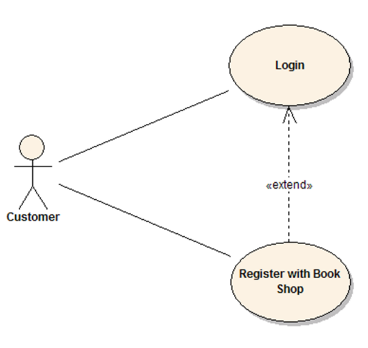 Login
«extend»
Customer
Register with Book
Shop